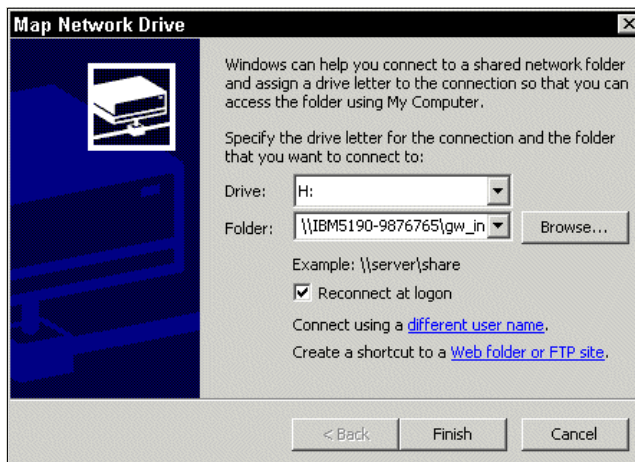 Map Network Drive
Windows can help you connect to a shared network folder
and assign a drive letter to the connection so that you can
access the folder using My Computer.
Specify the drive letter for the connection and the folder
that you want to connect to:
Drive: H:
Folder: \\IBM5190-9876765\gw_in Browse...
Example: \\server\share
Reconnect at logon
Connect using a different user name.
Create a shortcut to a Web folder or FTP site.
< Back Finish Cancel